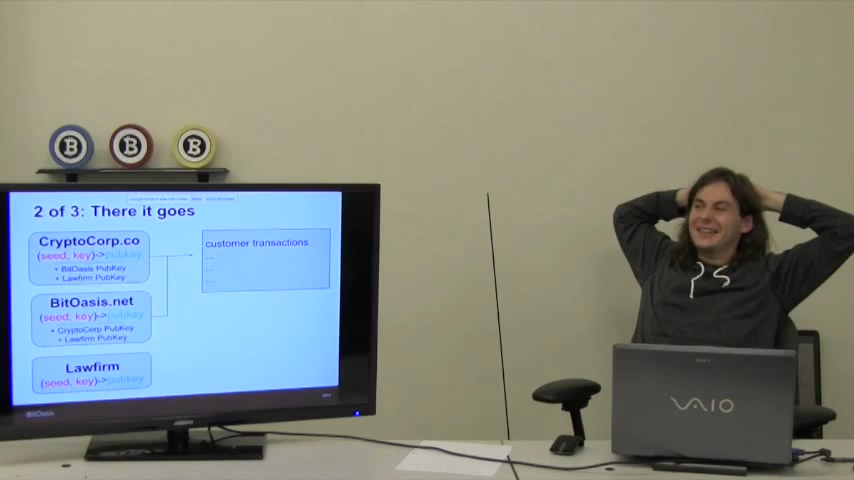 2 of 3: There it goes
CryptoCorp.co
(seed, key)->pubkey
+ BitOasis PubKey
+ Lawfirm PubKey
BitOasis.net
(seed, key)->pubkey
+ CryptoCorp PubKey
+ Lawfirm PubKey
Lawfirm
(seed, key)->pubkey
customer transactions
...
...
...
BitOasis
VAIO